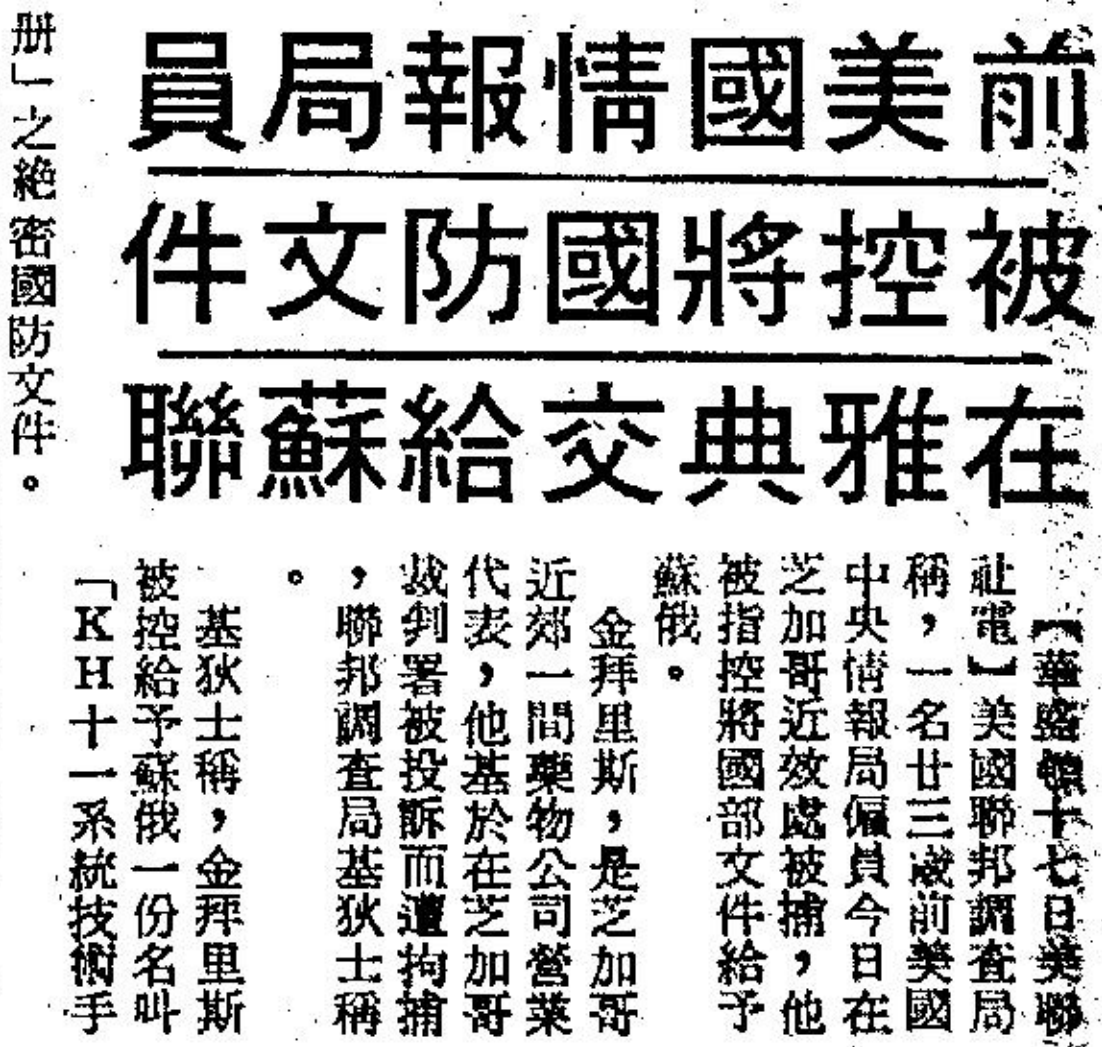 前美國情報局員
被控將國防文件
在雅典交給蘇聯
【華盛頓十七日美聯
社電】美國聯邦調查局
稱，一名廿三歲前美國
中央情報局僱員今日在
芝加哥近效處被捕，他
被指控將國部文件給予
蘇俄。
金拜里斯，是芝加哥
近郊一間藥物公司營業
代表，他基於在芝加哥
裁判署被投訴而遭拘捕
，聯邦調查局基狄士稱
。
基狄士稱，金拜里斯
被控給予蘇俄一份名叫
「KH十一系統技術手
册」之絶密國防文件。